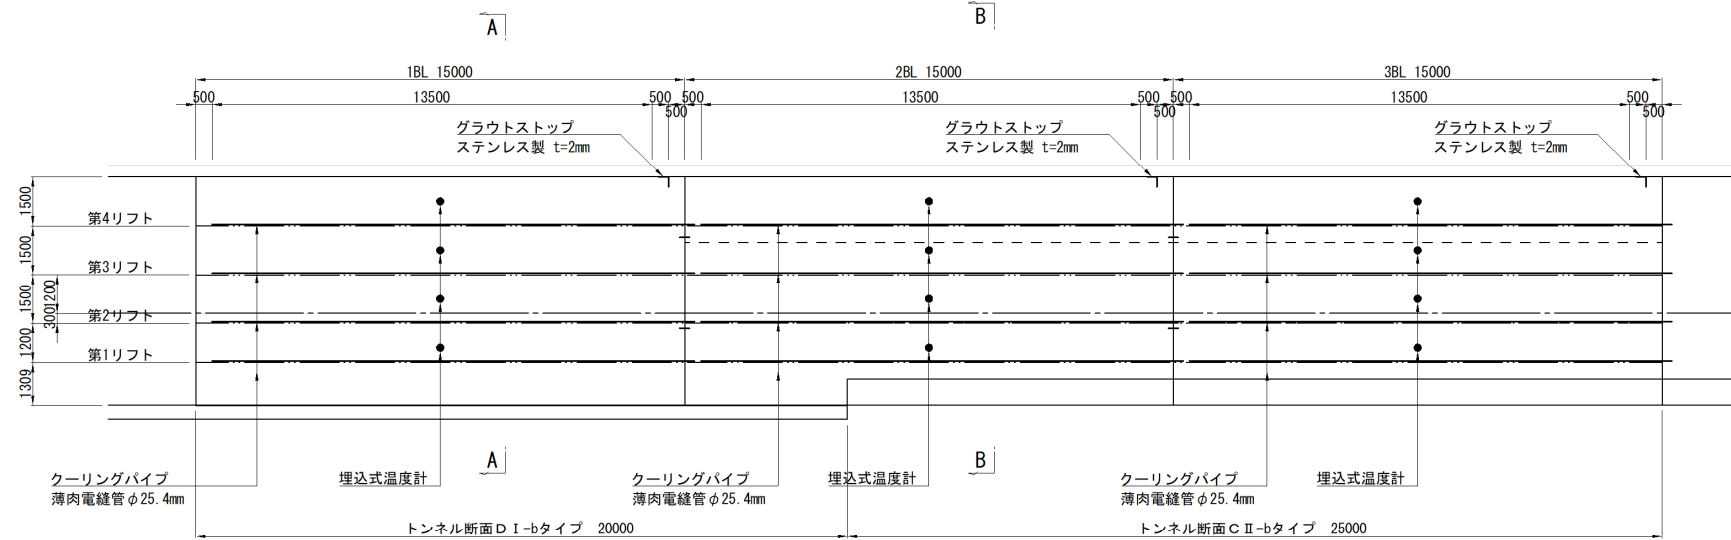 A
B
1BL 15000
2BL 15000
3BL 15000
500
13500
500
500
13500
500
500
13500
500
500
500
500
グラウトストップ
ステンレス製 t=2mm
グラウトストップ
ステンレス製 t=2mm
グラウトストップ
ステンレス製 t=2mm
1500
第4リフト
1500
第3リフト
1500
1200
300
第2リフト
1200
第1リフト
1309
A
B
クーリングパイプ
薄肉電縫管φ25.4mm
埋込式温度計
クーリングパイプ
薄肉電縫管φ25.4mm
埋込式温度計
クーリングパイプ
薄肉電縫管φ25.4mm
埋込式温度計
トンネル断面DⅠ-bタイプ 20000
トンネル断面CⅡ-bタイプ 25000